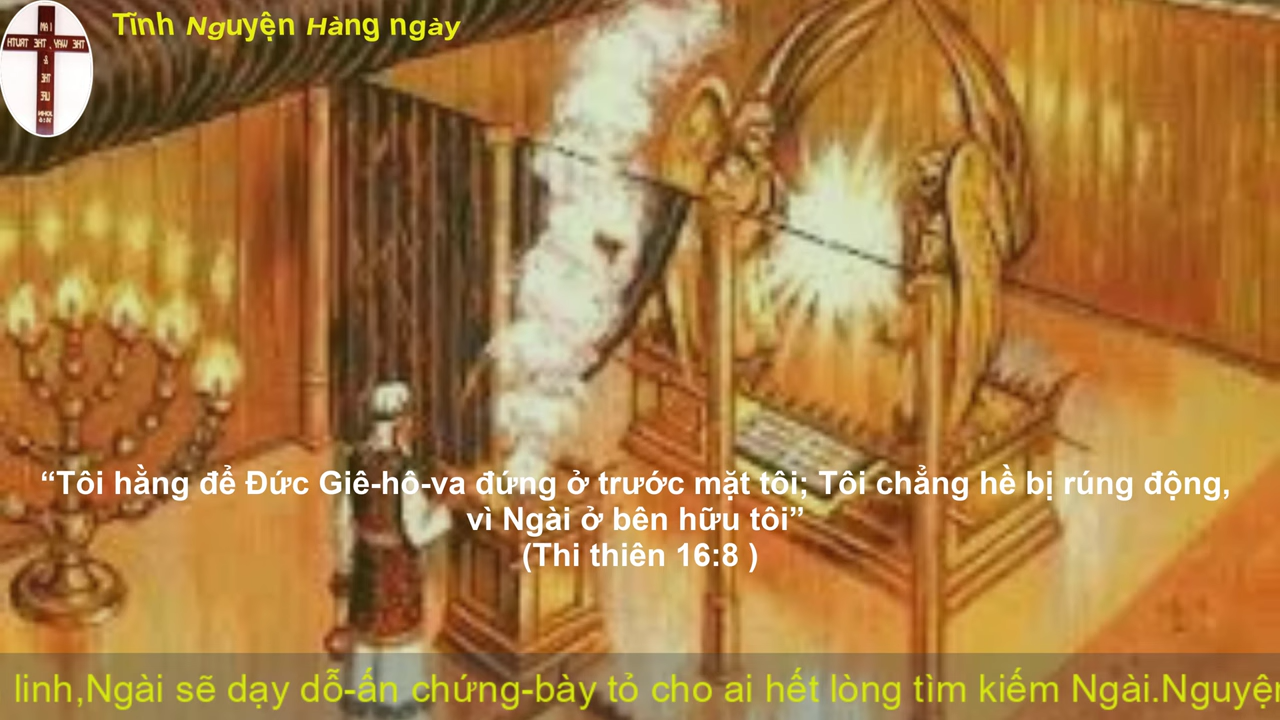 Tĩnh Nguyện Hàng ngày
“Tôi hằng để Đức Giê-hô-va đứng ở trước mặt tôi; Tôi chẳng hề bị rúng động,
vì Ngài ở bên hữu tôi”
(Thi thiên 16:8 )
linh,Ngài sẽ dạy dỗ-ấn chứng-bày tỏ cho ai hết lòng tìm kiếm Ngài.Nguyện